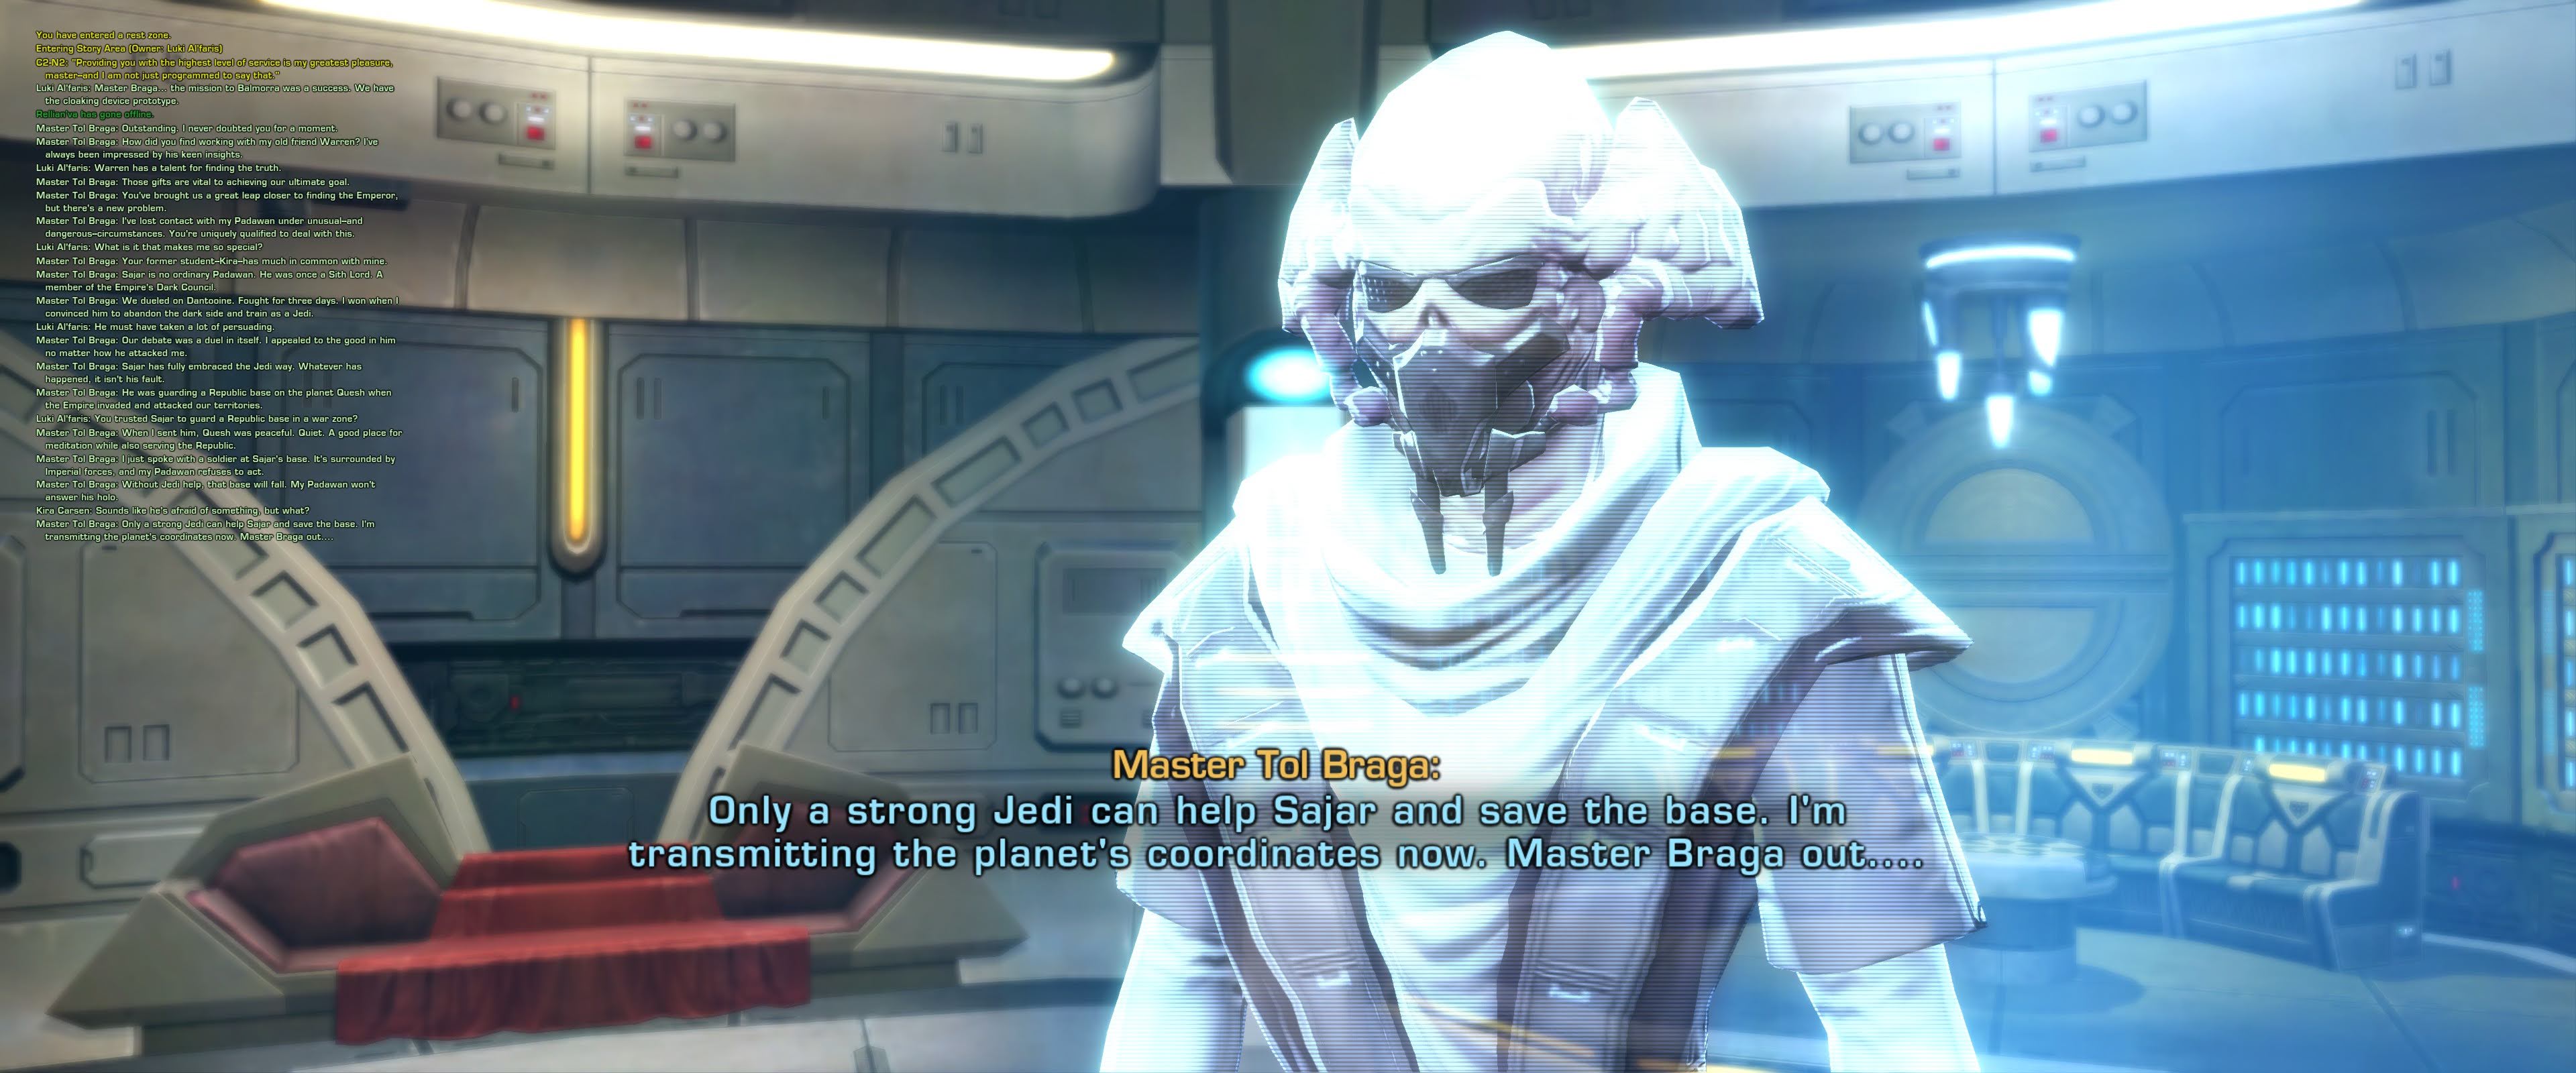 You have entered a rest zone.
Entering Story Area (Owner: Luki Al'faris)
C2-N2: "Providing you with the highest level of service is my greatest pleasure,
master—and I am not just programmed to say that."
Luki Al'faris: Master Braga... the mission to Balmorra was a success. We have
the cloaking device prototype.
Rellian'va has gone offline.
Master Tol Braga: Outstanding. I never doubted you for a moment.
Master Tol Braga: How did you find working with my old friend Warren? I've
always been impressed by his keen insights.
Luki Al'faris: Warren has a talent for finding the truth.
Master Tol Braga: Those gifts are vital to achieving our ultimate goal.
Master Tol Braga: You've brought us a great leap closer to finding the Emperor,
but there's a new problem.
Master Tol Braga: I've lost contact with my Padawan under unusual—and
dangerous—circumstances. You're uniquely qualified to deal with this.
Luki Al'faris: What is it that makes me so special?
Master Tol Braga: Your former student—Kira—has much in common with mine.
Master Tol Braga: Sajar is no ordinary Padawan. He was once a Sith Lord. A
member of the Empire's Dark Council.
Master Tol Braga: We dueled on Dantooine. Fought for three days. I won when I
convinced him to abandon the dark side and train as a Jedi.
Luki Al'faris: He must have taken a lot of persuading.
Master Tol Braga: Our debate was a duel in itself. I appealed to the good in him
no matter how he attacked me.
Master Tol Braga: Sajar has fully embraced the Jedi way. Whatever has
happened, it isn't his fault.
Master Tol Braga: He was guarding a Republic base on the planet Quesh when
the Empire invaded and attacked our territories.
Luki Al'faris: You trusted Sajar to guard a Republic base in a war zone?
Master Tol Braga: When I sent him, Quesh was peaceful. Quiet. A good place for
meditation while also serving the Republic.
Master Tol Braga: I just spoke with a soldier at Sajar's base. It's surrounded by
Imperial forces, and my Padawan refuses to act.
Master Tol Braga: Without Jedi help, that base will fall. My Padawan won't
answer his holo.
Kira Carsen: Sounds like he's afraid of something, but what?
Master Tol Braga: Only a strong Jedi can help Sajar and save the base. I'm
transmitting the planet's coordinates now. Master Braga out....
Master Tol Braga:
Only a strong Jedi can help Sajar and save the base. I'm
transmitting the planet's coordinates now. Master Braga out....